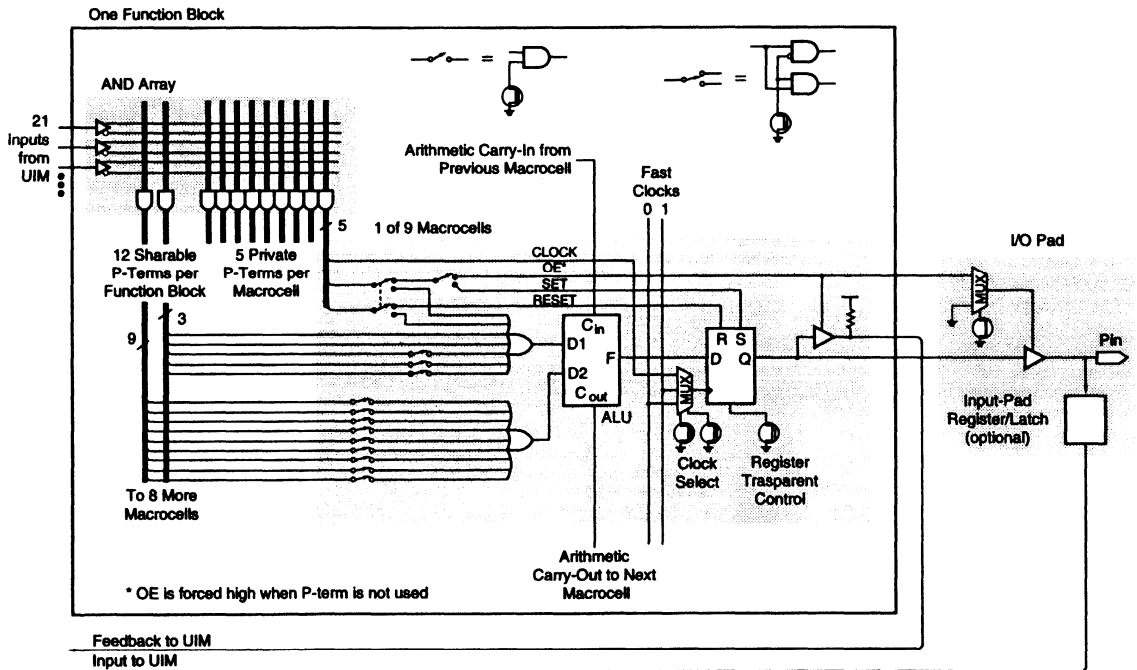 One Function Block
AND Array
21
Inputs
from
UIM
=
=
Arithmetic Carry-In from
Previous Macrocell
Fast
Clocks
0 1
5
1 of 9 Macrocells
12 Sharable
P-Terms per
Function Block
5 Private
P-Terms per
Macrocell
CLOCK
OE*
SET
RESET
I/O Pad
MUX
3
9
C in
D1
D2
C out
F
ALU
R S
D Q
MUX
Pin
Input-Pad
Register/Latch
(optional)
Clock
Select
Register
Trasparent
Control
To 8 More
Macrocells
Arithmetic
Carry-Out to Next
Macrocell
* OE is forced high when P-term is not used
Feedback to UIM
Input to UIM